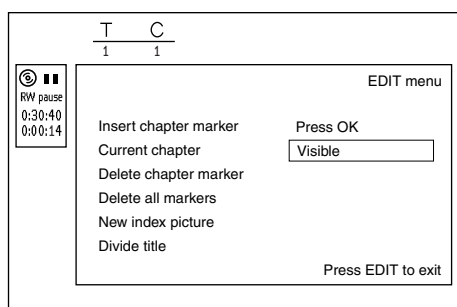 T C
1 1
RW pause
0:30:40
0:00:14
EDIT menu
Insert chapter marker Press OK
Current chapter Visible
Delete chapter marker
Delete all markers
New index picture
Divide title
Press EDIT to exit